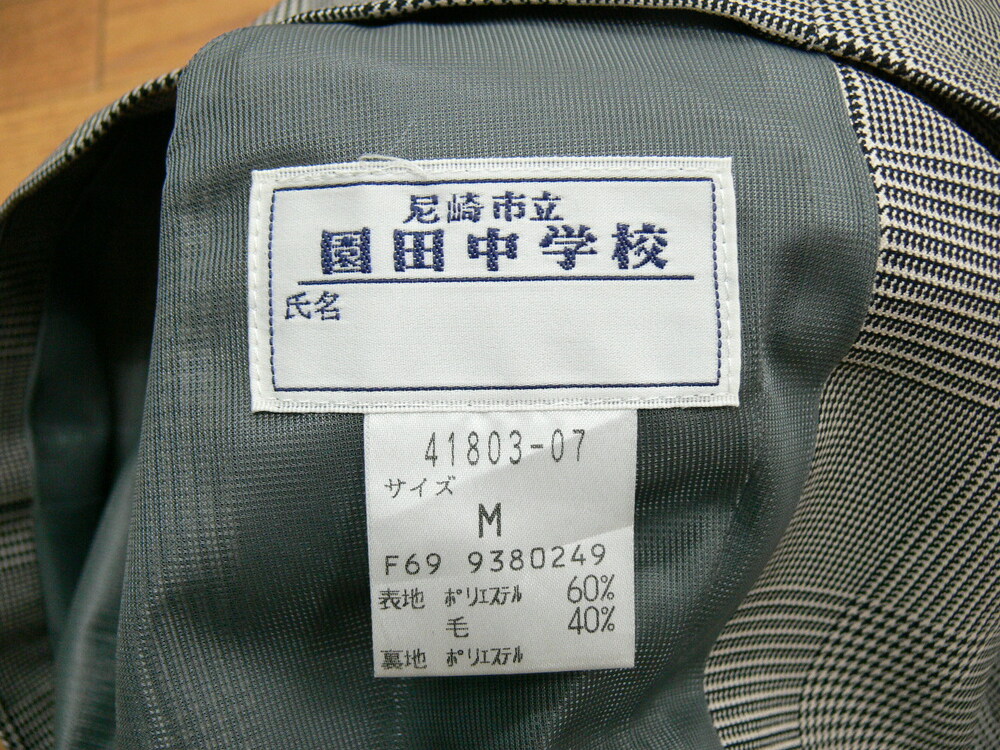 尼崎市立
園田中学校
氏名
41803-07
サイズ
M
F69 9380249
表地 ポリエステル 60%
毛 40%
裏地 ポリエステル